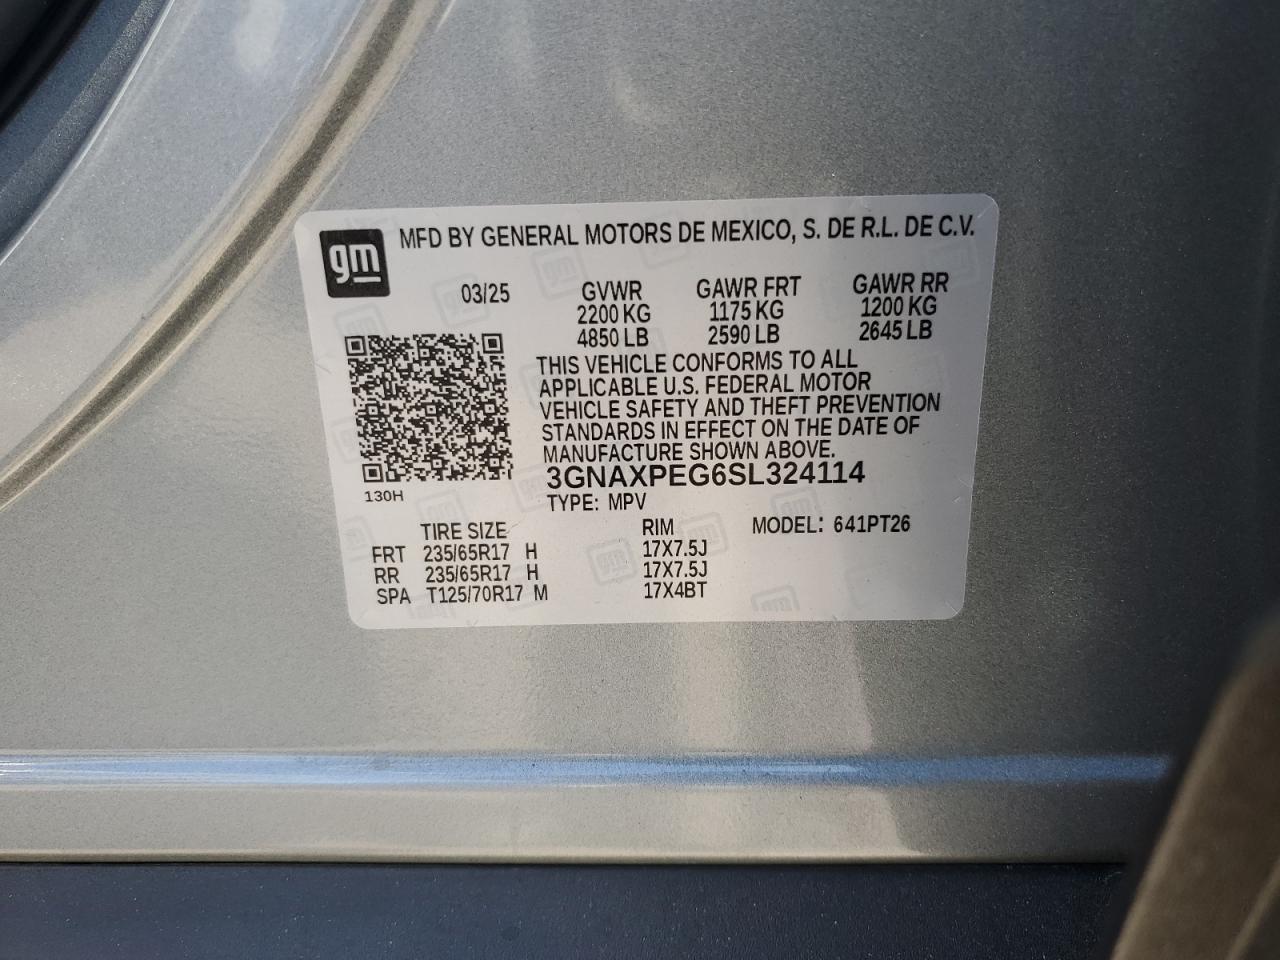 gm
MFD BY GENERAL MOTORS DE MEXICO, S. DE R.L. DE C.V.
03/25 GVWR GAWR FRT GAWR RR
2200 KG 1175 KG 1200 KG
4850 LB 2590 LB 2645 LB
THIS VEHICLE CONFORMS TO ALL
APPLICABLE U.S. FEDERAL MOTOR
VEHICLE SAFETY AND THEFT PREVENTION
STANDARDS IN EFFECT ON THE DATE OF
MANUFACTURE SHOWN ABOVE.
3GNAXPEG6SL324114
130H
TYPE: MPV
TIRE SIZE RIM MODEL: 641PT26
FRT 235/65R17 H 17X7.5J
RR 235/65R17 H 17X7.5J
SPA T125/70R17 M 17X4BT